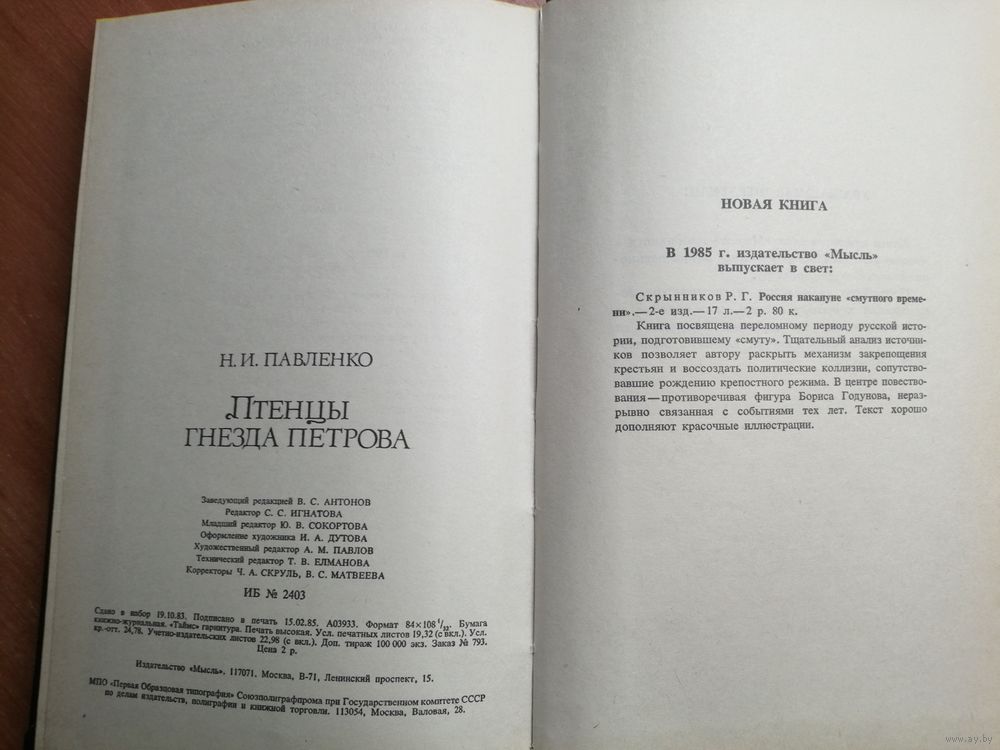 Н. И. ПАВЛЕНКО
ПТЕНЦЫ
ГНЕЗДА ПЕТРОВА
Заведующий редакцией В. С. АНТОНОВ
Редактор С. С. ИГНАТОВА
Младший редактор Ю. В. СОКОРТОВА
Оформление художника И. А. ДУТОВА
Художественный редактор А. М. ПАВЛОВ
Технический редактор Т. В. ЕЛМАНОВА
Корректоры Ч. А. СКРУЛЬ, В. С. МАТВЕЕВА
ИБ № 2403
Сдано в набор 19.10.83. Подписано в печать 15.02.85. А03933. Формат 84×108 1/32. Бумага
книжно-журнальная. «Таймс» гарнитура. Печать высокая. Усл. печатных листов 19,32 (с вкл.). Усл.
кр.-отт. 24,78. Учетно-издательских листов 22,98 (с вкл.). Доп. тираж 100 000 экз. Заказ № 793.
Цена 2 р.
Издательство «Мысль». 117071. Москва, В-71, Ленинский проспект, 15.
МПО «Первая Образцовая типография» Союзполиграфпрома при Государственном комитете СССР
по делам издательств, полиграфии и книжной торговли. 113054, Москва, Валовая, 28.
НОВАЯ КНИГА
В 1985 г. издательство «Мысль»
выпускает в свет:
Скрынников Р. Г. Россия накануне «смутного време-
ни».—2-е изд.—17 л.—2 р. 80 к.
Книга посвящена переломному периоду русской исто-
рии, подготовившему «смуту». Тщательный анализ источни-
ков позволяет автору раскрыть механизм закрепощения
крестьян и воссоздать политические коллизии, сопутство-
вавшие рождению крепостного режима. В центре повество-
вания—противоречивая фигура Бориса Годунова, нераз-
рывно связанная с событиями тех лет. Текст хорошо
дополняют красочные иллюстрации.
www.ay.by